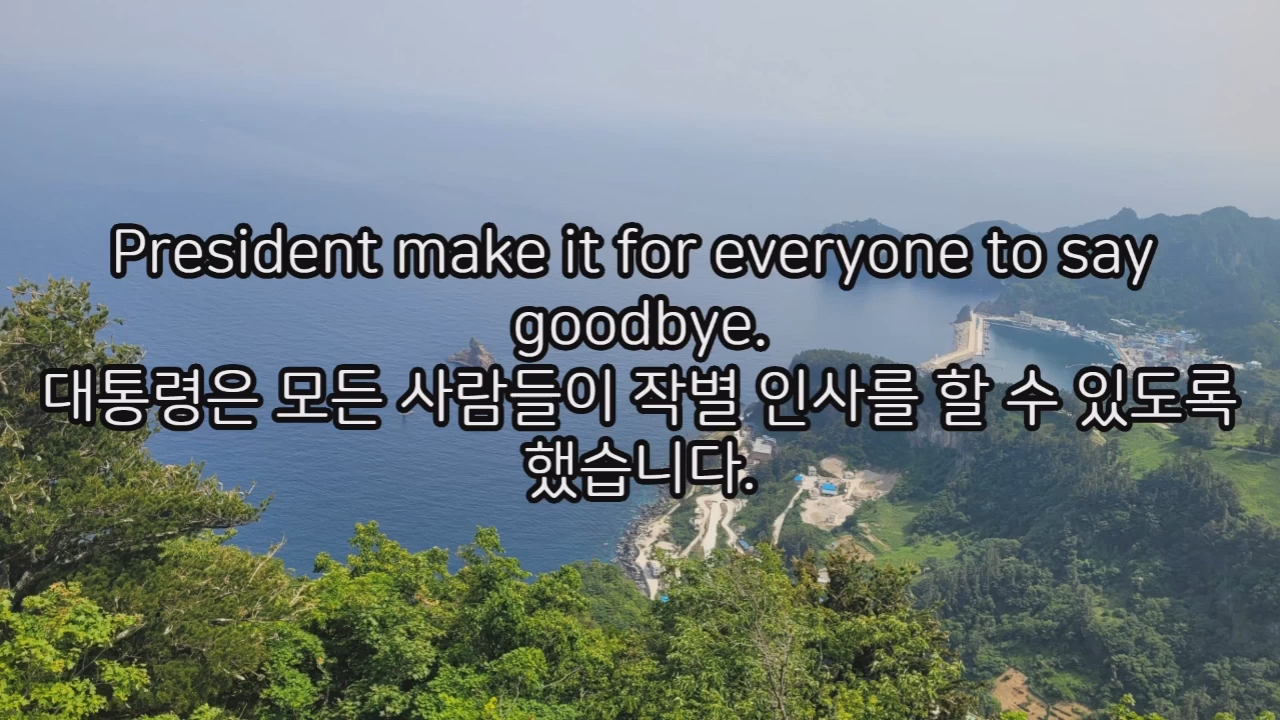 President make it for everyone to say
goodbye.
대통령은 모든 사람들이 작별 인사를 할 수 있도록
했습니다.